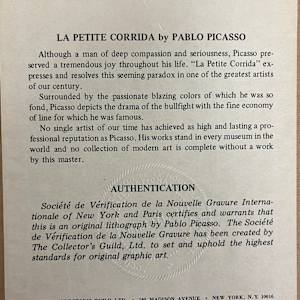 LA PETITE CORRIDA by PABLO PICASSO
Although a man of deep compassion and seriousness, Picasso pre-
served a tremendous joy throughout his life. "La Petite Corrida" ex-
presses and resolves this seeming paradox in one of the greatest artists
of our century.
Surrounded by the passionate blazing colors of which he was so
fond, Picasso depicts the drama of the bullfight with the fine economy
of line for which he was famous.
No single artist of our time has achieved as high and lasting a pro-
fessional reputation as Picasso. His works stand in every museum in the
world and no collection of modern art is complete without a work
by this master.
AUTHENTICATION
Société de Vérification de la Nouvelle Gravure Interna-
tionale of New York and Paris certifies and warrants that
this is an original lithograph by Pablo Picasso. The Société
de Vérification de la Nouvelle Gravure has been created by
The Collector's Guild, Ltd. to set and uphold the highest
standards for original graphic art.
MADISON AVENUE • NEW YORK, N.Y. 10016